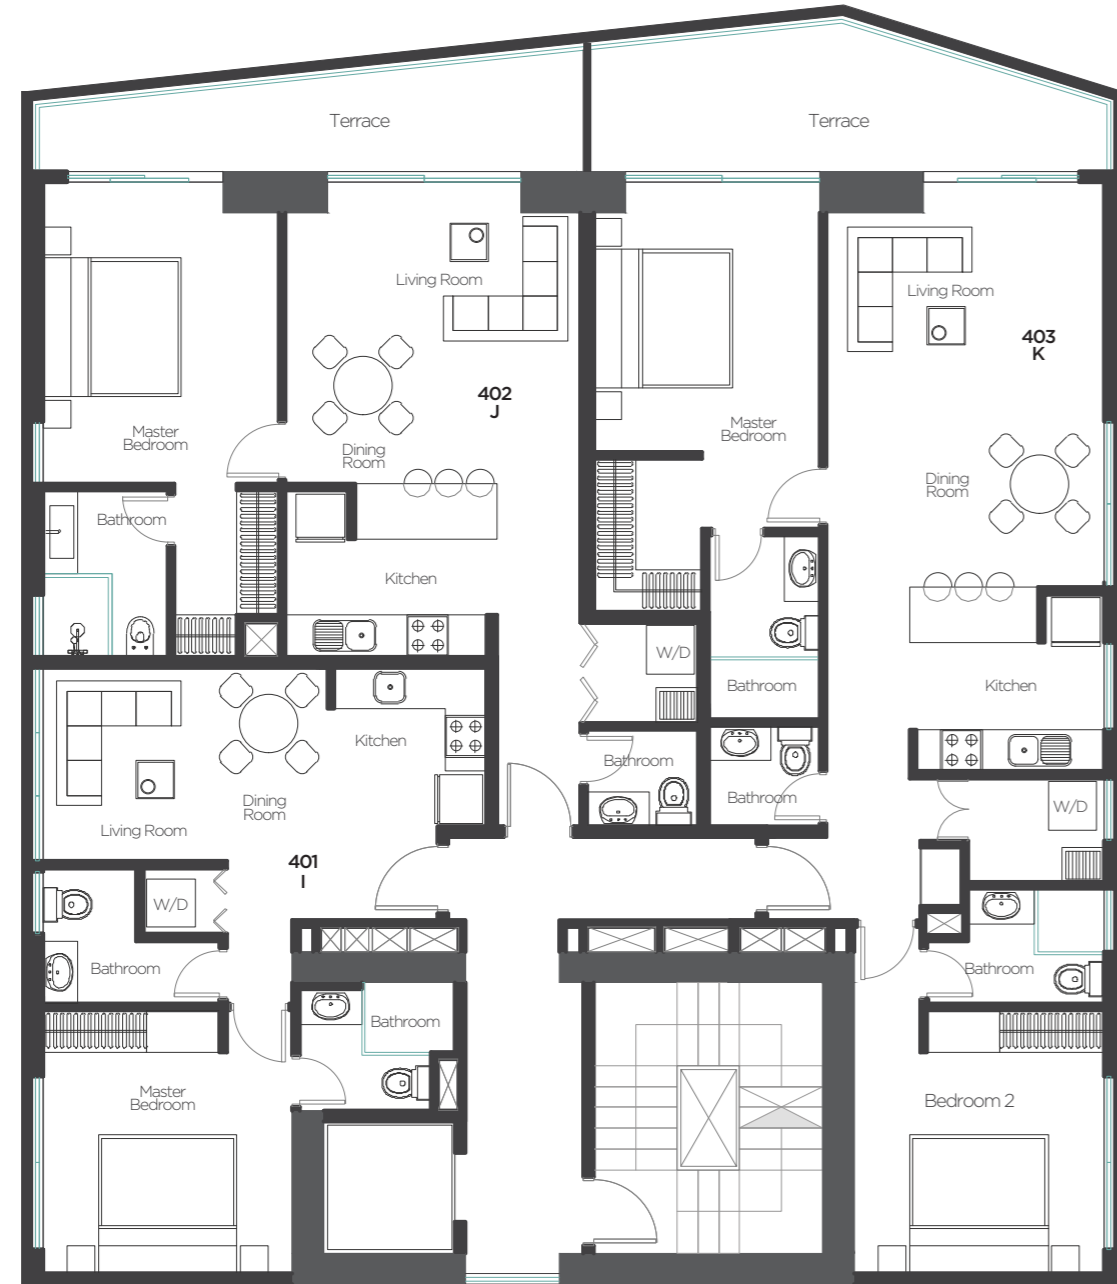 Terrace
Terrace
Living Room
Living Room
403
K
402
J
Master
Bedroom
Master
Bedroom
Dining
Room
Dining
Room
Bathroom
Kitchen
W/D
Bathroom
Kitchen
Kitchen
Bathroom
Dining
Room
Bathroom
W/D
Living Room
401
I
W/D
Bathroom
Bathroom
Bathroom
Master
Bedroom
Bedroom 2